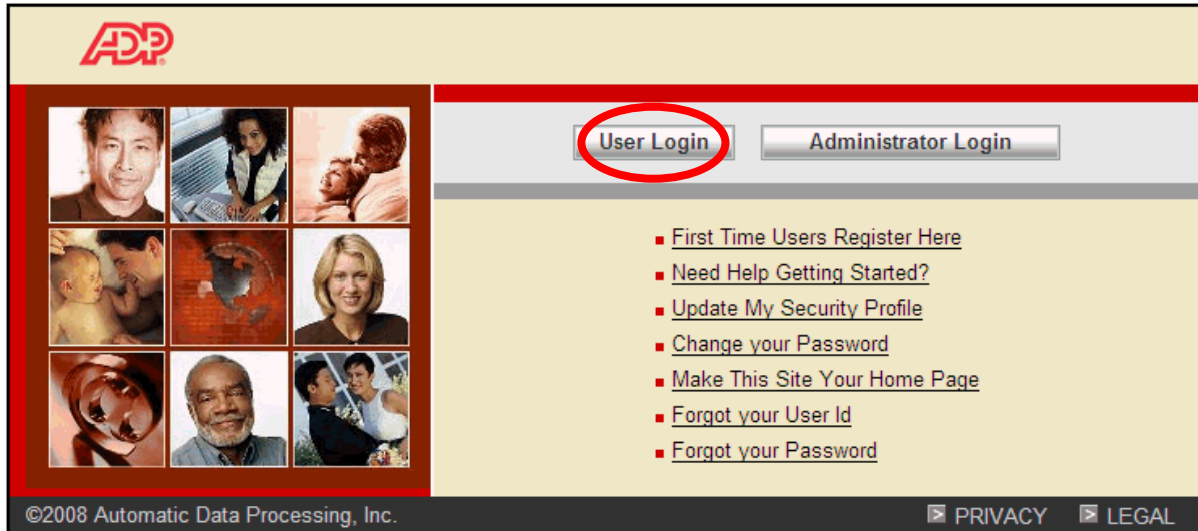 ADP
User Login
Administrator Login
First Time Users Register Here
Need Help Getting Started?
Update My Security Profile
Change your Password
Make This Site Your Home Page
Forgot your User Id
Forgot your Password
©2008 Automatic Data Processing, Inc.
PRIVACY
LEGAL